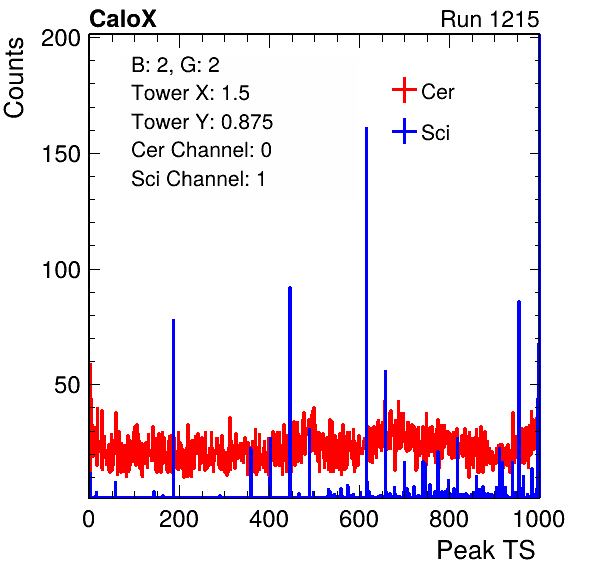 CaloX Run 1215
B: 2, G: 2
Tower X: 1.5
Tower Y: 0.875
Cer Channel: 0
Sci Channel: 1
Cer
Sci
Counts
200
150
100
50
0 200 400 600 800 1000
Peak TS